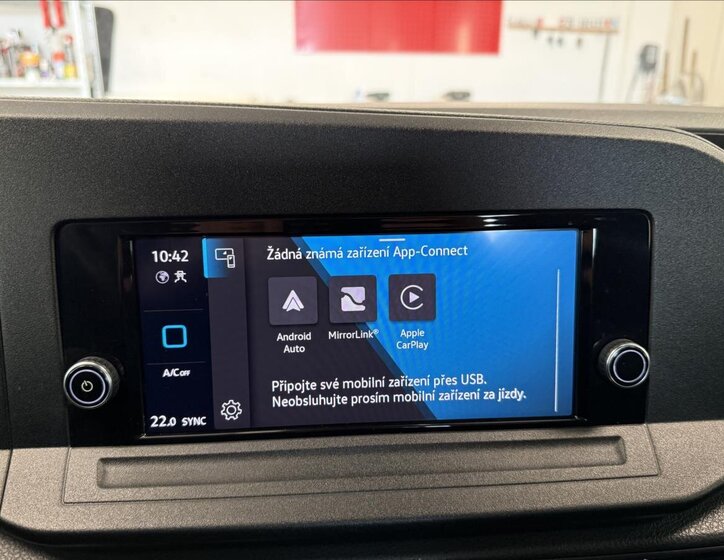 10:42
Žádná známá zařízení App-Connect
Android
Auto
MirrorLink®
Apple
CarPlay
A/C OFF
Připojte své mobilní zařízení přes USB.
Neobsluhujte prosím mobilní zařízení za jízdy.
22.0 SYNC